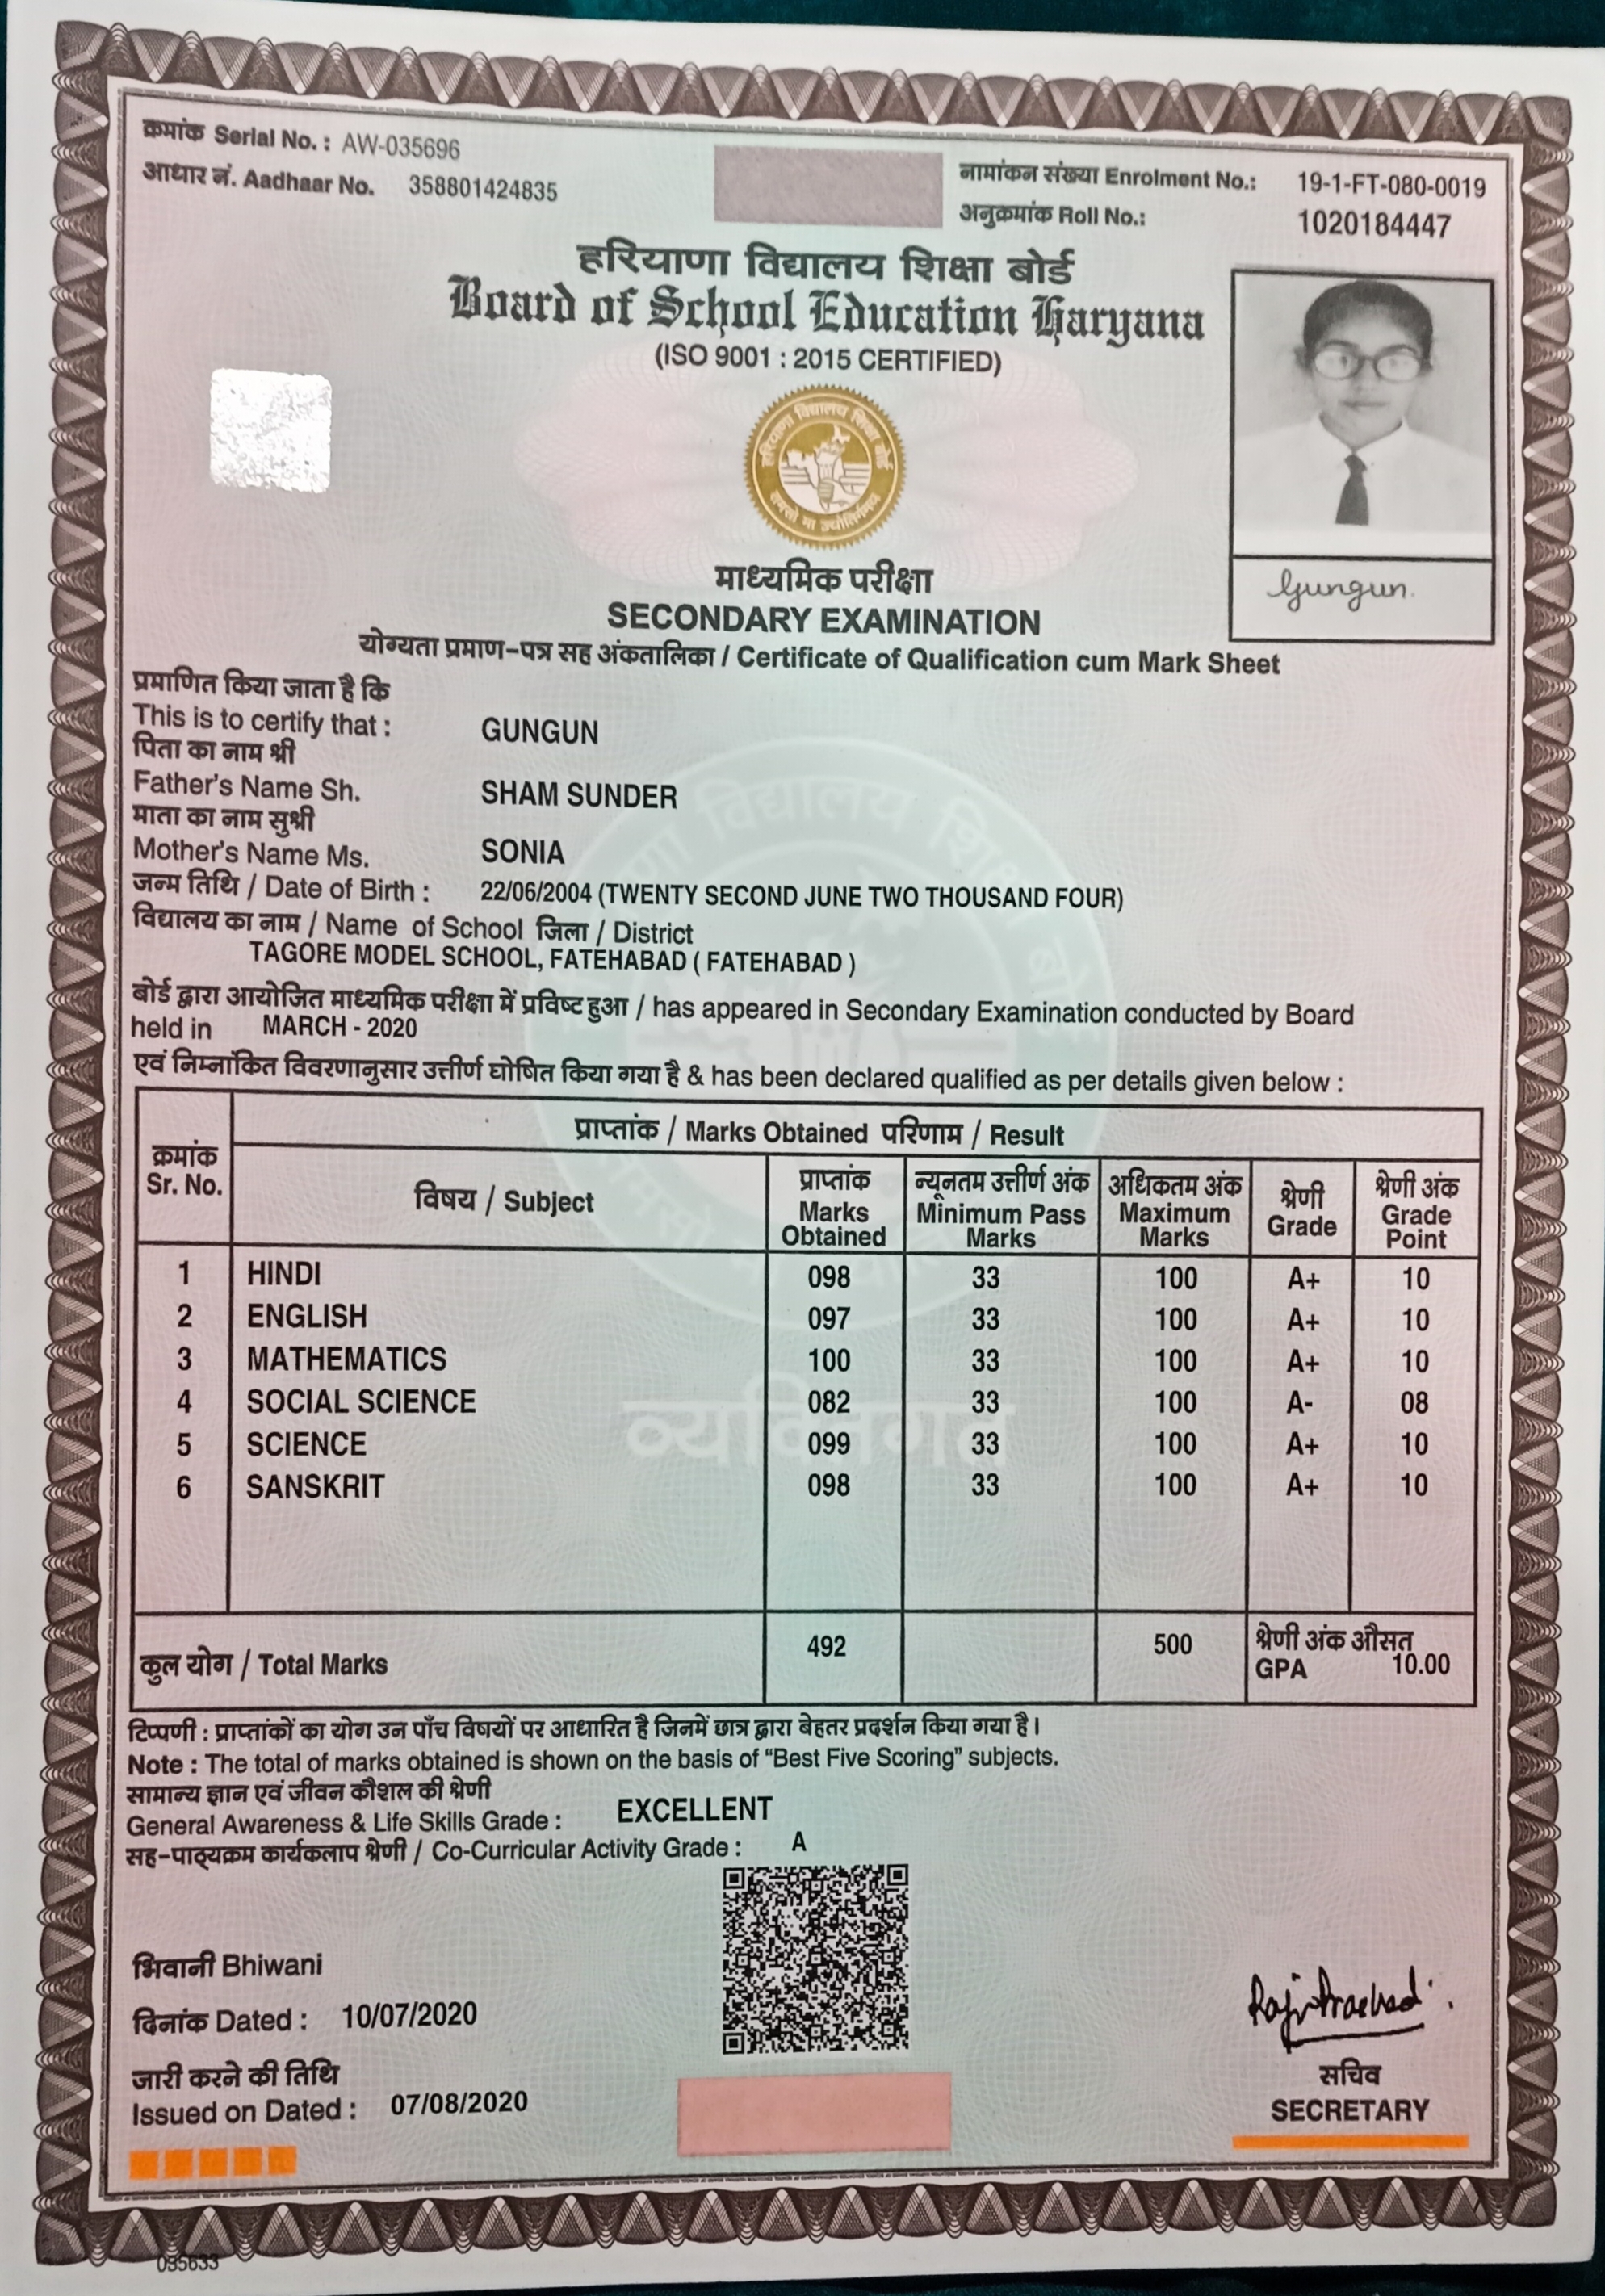 क्रमांक Serial No. : AW-035696
आधार नं. Aadhaar No. 358801424835
नामांकन संख्या Enrolment No.: 19-1-FT-080-0019
अनुक्रमांक Roll No.: 1020184447
हरियाणा विद्यालय शिक्षा बोर्ड
Board of School Education Haryana
(ISO 9001 : 2015 CERTIFIED)
हरियाणा विद्यालय शिक्षा बोर्ड
तमसो मा ज्योतिर्गमय
Gungun.
माध्यमिक परीक्षा
SECONDARY EXAMINATION
योग्यता प्रमाण-पत्र सह अंकतालिका / Certificate of Qualification cum Mark Sheet
प्रमाणित किया जाता है कि
This is to certify that : GUNGUN
पिता का नाम श्री
Father's Name Sh. SHAM SUNDER
माता का नाम सुश्री
Mother's Name Ms. SONIA
जन्म तिथि / Date of Birth : 22/06/2004 (TWENTY SECOND JUNE TWO THOUSAND FOUR)
विद्यालय का नाम / Name of School जिला / District
TAGORE MODEL SCHOOL, FATEHABAD ( FATEHABAD )
बोर्ड द्वारा आयोजित माध्यमिक परीक्षा में प्रविष्ट हुआ / has appeared in Secondary Examination conducted by Board
held in MARCH - 2020
एवं निम्नांकित विवरणानुसार उत्तीर्ण घोषित किया गया है & has been declared qualified as per details given below :
प्राप्तांक / Marks Obtained परिणाम / Result
क्रमांक Sr. No. विषय / Subject प्राप्तांक Marks Obtained न्यूनतम उत्तीर्ण अंक Minimum Pass Marks अधिकतम अंक Maximum Marks श्रेणी Grade श्रेणी अंक Grade Point
1 HINDI 098 33 100 A+ 10
2 ENGLISH 097 33 100 A+ 10
3 MATHEMATICS 100 33 100 A+ 10
4 SOCIAL SCIENCE 082 33 100 A- 08
5 SCIENCE 099 33 100 A+ 10
6 SANSKRIT 098 33 100 A+ 10
व्यक्तिगत
कुल योग / Total Marks 492 500 श्रेणी अंक औसत GPA 10.00
टिप्पणी : प्राप्तांकों का योग उन पाँच विषयों पर आधारित है जिनमें छात्र द्वारा बेहतर प्रदर्शन किया गया है।
Note : The total of marks obtained is shown on the basis of “Best Five Scoring” subjects.
सामान्य ज्ञान एवं जीवन कौशल की श्रेणी
General Awareness & Life Skills Grade : EXCELLENT
सह-पाठ्यक्रम कार्यकलाप श्रेणी / Co-Curricular Activity Grade : A
भिवानी Bhiwani
दिनांक Dated : 10/07/2020
जारी करने की तिथि
Issued on Dated : 07/08/2020
सचिव
SECRETARY